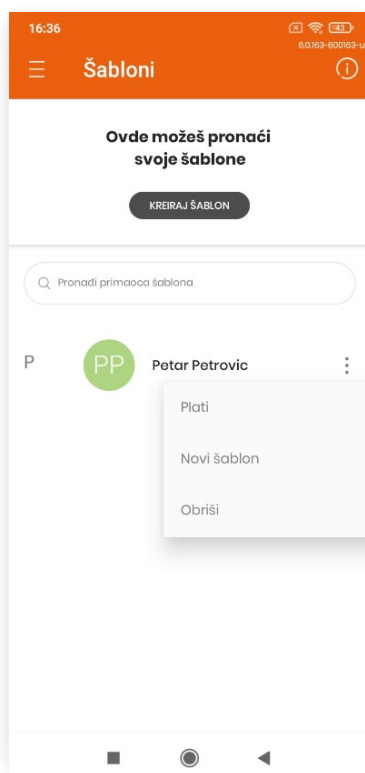 16:36
43
6.0.163-600163-u
Šabloni
Ovde možeš pronaći
svoje šablone
KREIRAJ ŠABLON
Pronađi primaoca šablona
P
PP
Petar Petrovic
Plati
Novi šablon
Obriši